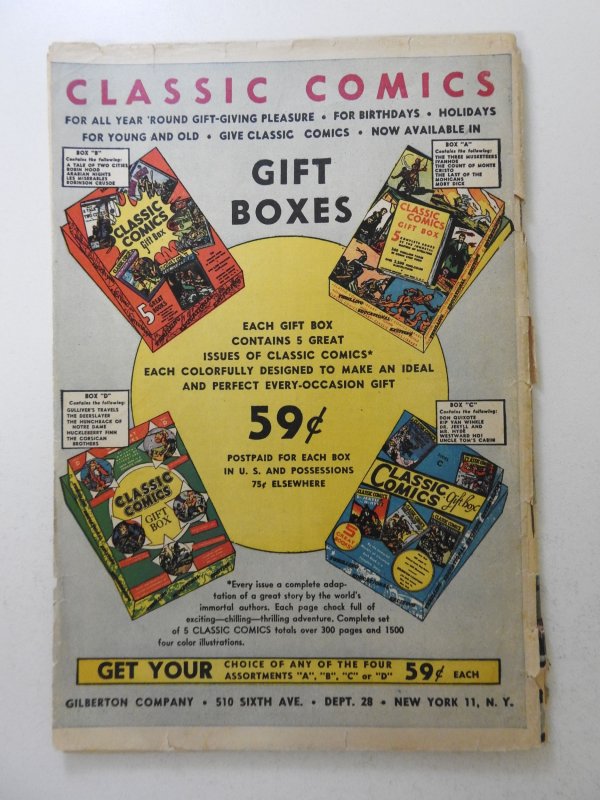 CLASSIC COMICS
FOR ALL YEAR 'ROUND GIFT-GIVING PLEASURE • FOR BIRTHDAYS • HOLIDAYS
FOR YOUNG AND OLD • GIVE CLASSIC COMICS • NOW AVAILABLE IN
GIFT
BOXES
BOX "B"
Contains the following:
A TALE OF TWO CITIES
ROBIN HOOD
ARABIAN NIGHTS
LES MISERABLES
ROBINSON CRUSOE
CLASSIC
COMICS
Gift Box
5
BOX "A"
Contains the following:
THE THREE MUSKETEERS
IVANHOE
THE COUNT OF MONTE
CRISTO
THE LAST OF THE
MOHICANS
MOBY DICK
CLASSIC
COMICS
GIFT BOX
5
THRILLING
EDUCATIONAL
EXCITING
EACH GIFT BOX
CONTAINS 5 GREAT
ISSUES OF CLASSIC COMICS*
EACH COLORFULLY DESIGNED TO MAKE AN IDEAL
AND PERFECT EVERY-OCCASION GIFT
59¢
POSTPAID FOR EACH BOX
IN U. S. AND POSSESSIONS
75¢ ELSEWHERE
BOX "D"
Contains the following:
GULLIVER'S TRAVELS
THE DEERSLAYER
THE HUNCHBACK OF
NOTRE DAME
HUCKLEBERRY FINN
THE CORSICAN
BROTHERS
CLASSIC
COMICS
GIFT
BOX
BOX "C"
Contains the following:
DON QUIXOTE
RIP VAN WINKLE
DR. JEKYLL AND
MR. HYDE
WESTWARD HO!
UNCLE TOM'S CABIN
CLASSIC
COMICS
gift box
5
GREAT
BOOKS
*Every issue a complete adap-
tation of a great story by the world's
immortal authors. Each page chock full of
exciting—chilling—thrilling adventure. Complete set
of 5 CLASSIC COMICS totals over 300 pages and 1500
four color illustrations.
GET YOUR CHOICE OF ANY OF THE FOUR
ASSORTMENTS "A", "B", "C" or "D" 59¢ EACH
GILBERTON COMPANY • 510 SIXTH AVE. • DEPT. 28 • NEW YORK 11, N. Y.